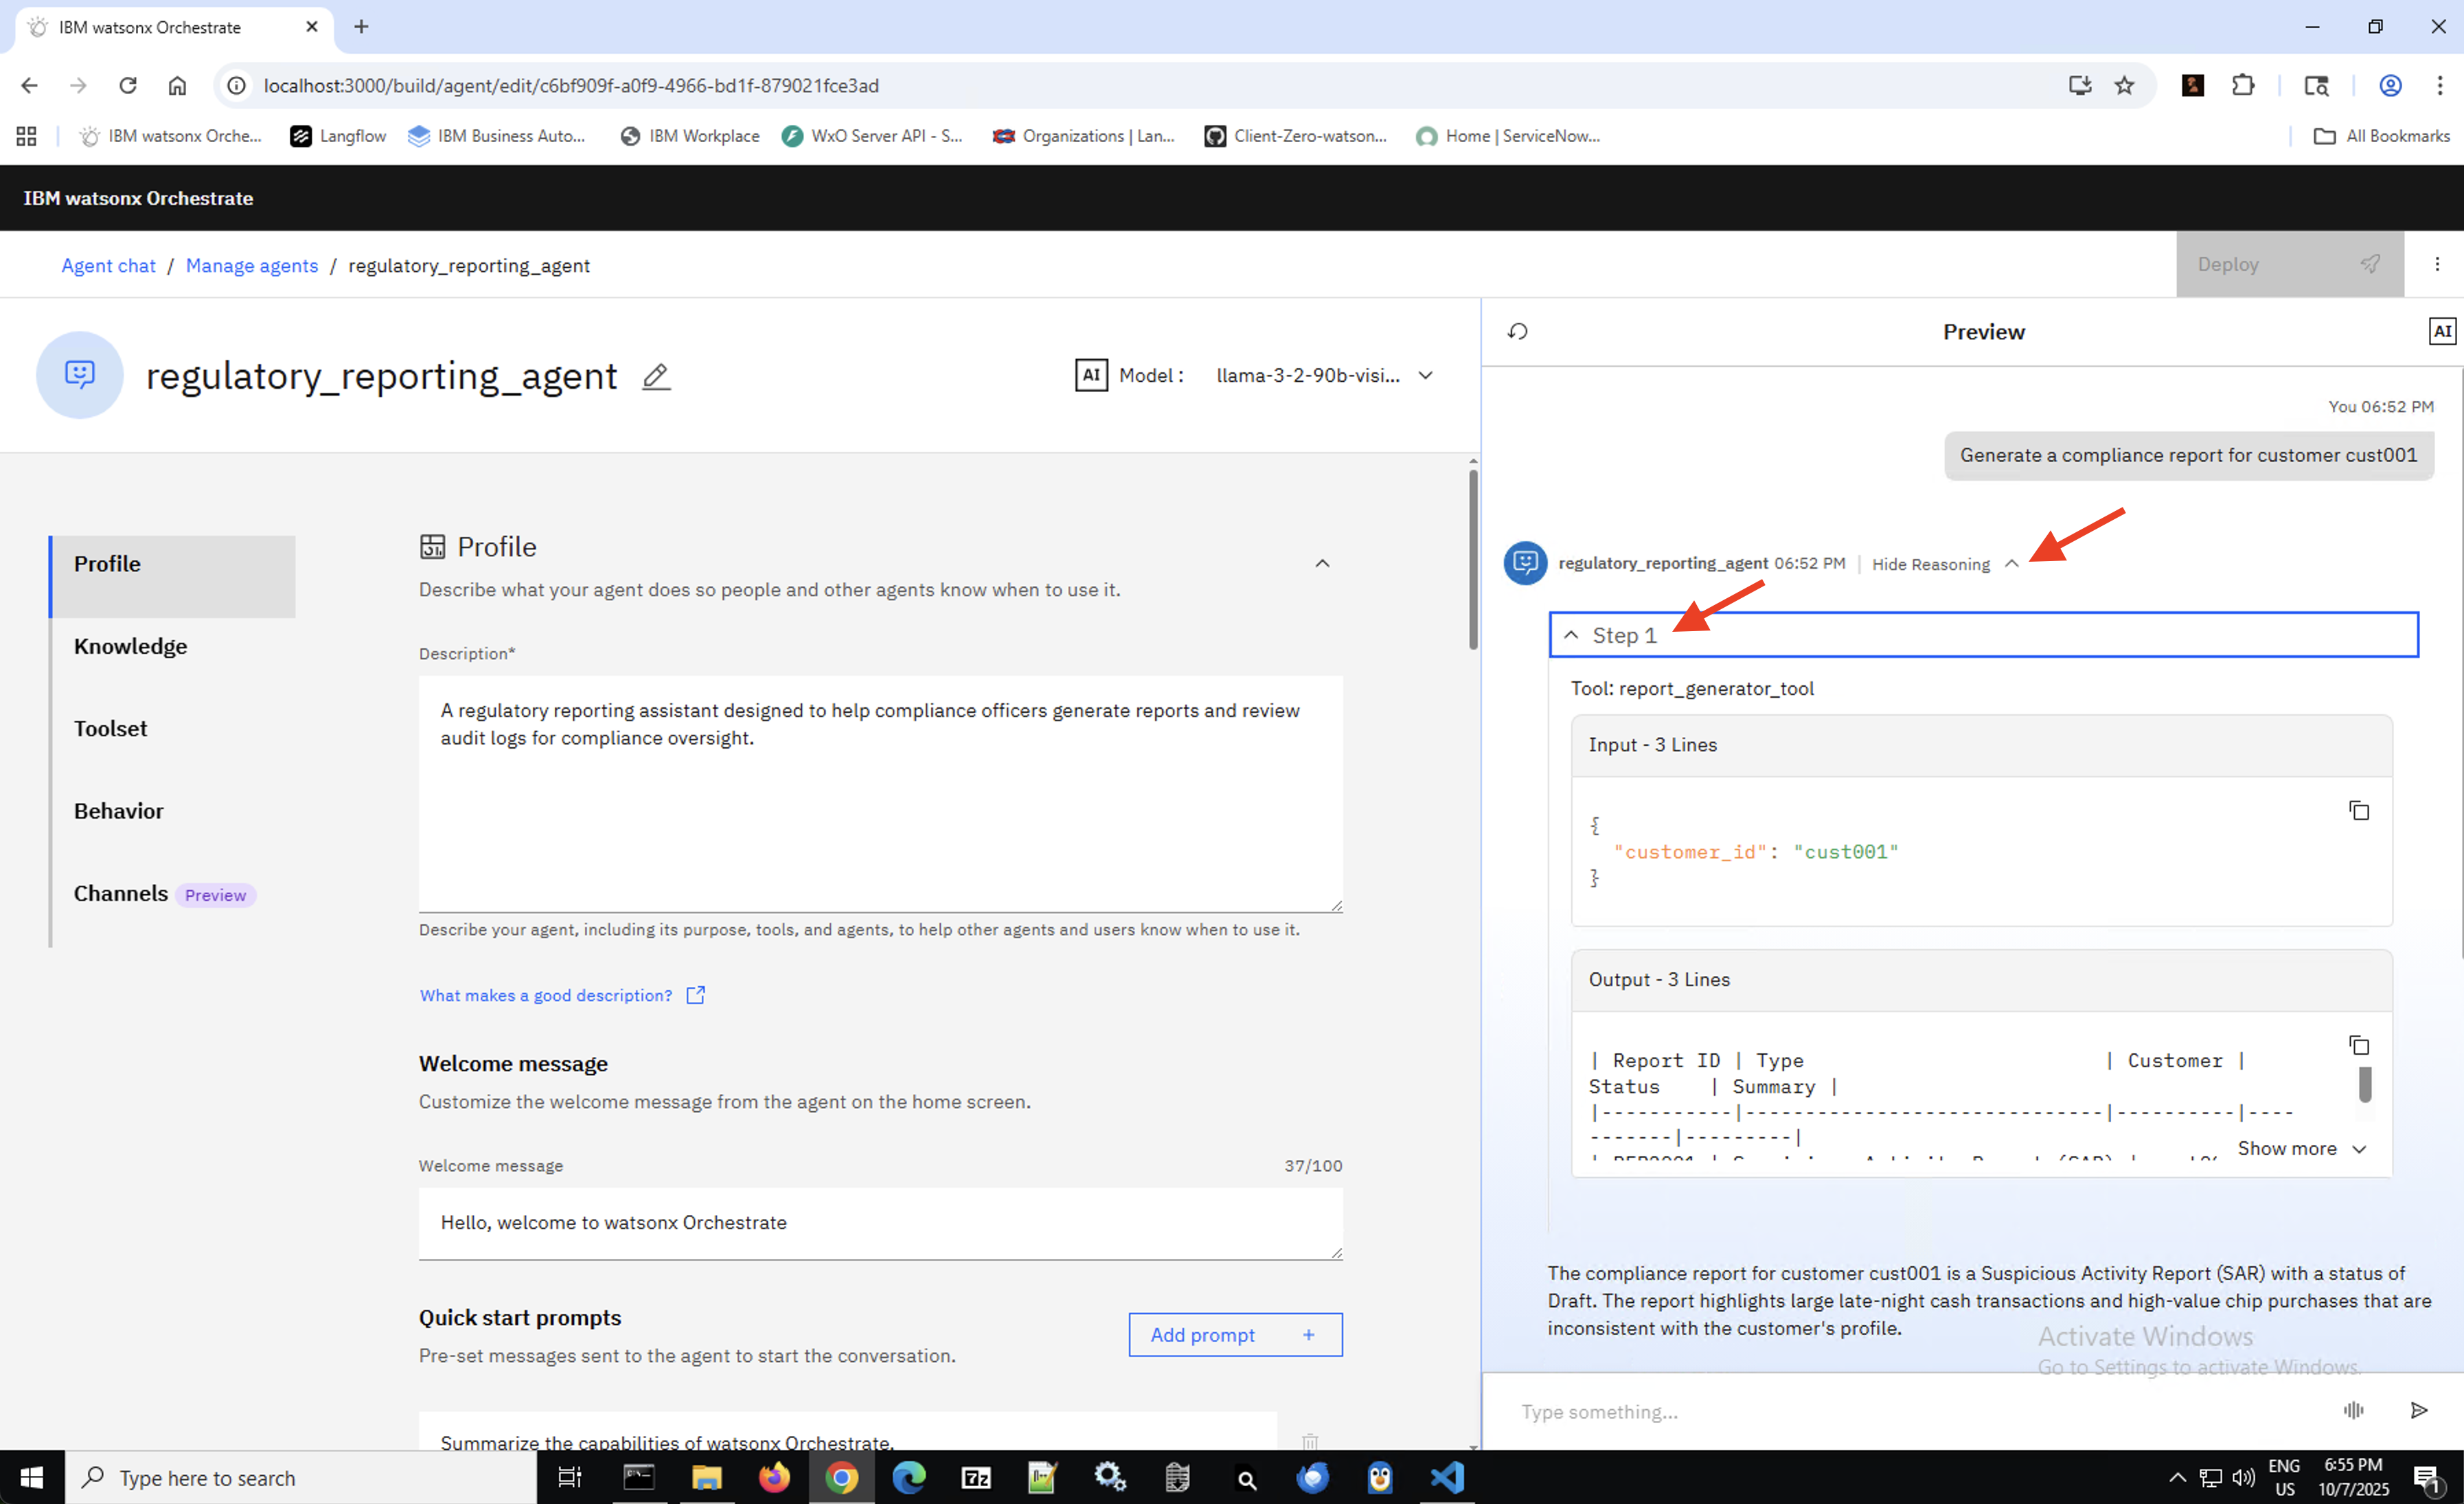 IBM watsonx Orchestrate
localhost:3000/build/agent/edit/c6bf909f-a0f9-4966-bd1f-879021fce3ad
IBM watsonx Orche...
Langflow
IBM Business Auto...
IBM Workplace
WxO Server API - S...
Organizations | Lan...
Client-Zero-watson...
Home | ServiceNow...
All Bookmarks
IBM watsonx Orchestrate
Agent chat / Manage agents / regulatory_reporting_agent
Deploy
regulatory_reporting_agent
AI Model : llama-3-2-90b-visi...
Profile
Knowledge
Toolset
Behavior
Channels Preview
Profile
Describe what your agent does so people and other agents know when to use it.
Description*
A regulatory reporting assistant designed to help compliance officers generate reports and review
audit logs for compliance oversight.
Describe your agent, including its purpose, tools, and agents, to help other agents and users know when to use it.
What makes a good description?
Welcome message
Customize the welcome message from the agent on the home screen.
Welcome message 37/100
Hello, welcome to watsonx Orchestrate
Quick start prompts
Pre-set messages sent to the agent to start the conversation.
Add prompt +
Summarize the capabilities of watsonx Orchestrate.
Preview
AI
You 06:52 PM
Generate a compliance report for customer cust001
regulatory_reporting_agent 06:52 PM | Hide Reasoning
Step 1
Tool: report_generator_tool
Input - 3 Lines
{
"customer_id": "cust001"
}
Output - 3 Lines
| Report ID | Type | Customer |
Status | Summary |
|-----------|------------------------------|----------|----
-------|---------|
Show more
The compliance report for customer cust001 is a Suspicious Activity Report (SAR) with a status of
Draft. The report highlights large late-night cash transactions and high-value chip purchases that are
inconsistent with the customer's profile.
Activate Windows
Go to Settings to activate Windows.
Type something...
Type here to search
7z
ENG
US
6:55 PM
10/7/2025
1